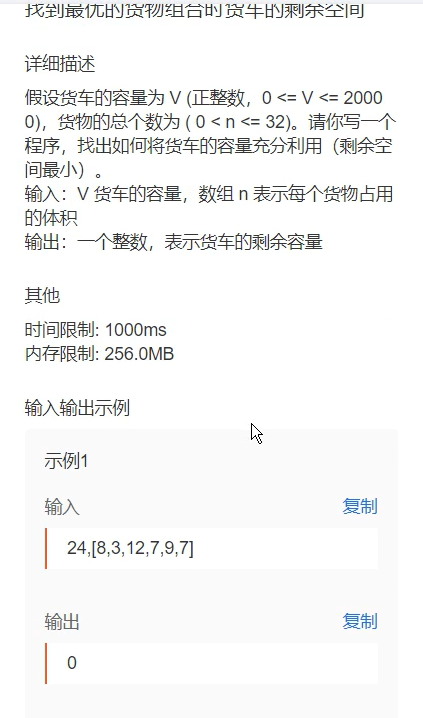 找到最优的货物组合时货车的剩余空间
详细描述
假设货车的容量为 V (正整数，0 <= V <= 2000
0)，货物的总个数为 ( 0 < n <= 32)。请你写一个
程序，找出如何将货车的容量充分利用（剩余空
间最小）。
输入：V 货车的容量，数组 n 表示每个货物占用
的体积
输出：一个整数，表示货车的剩余容量
其他
时间限制: 1000ms
内存限制: 256.0MB
输入输出示例
示例1
输入 复制
24,[8,3,12,7,9,7]
输出 复制
0